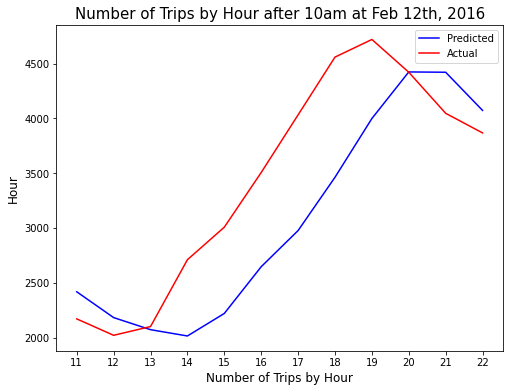 Number of Trips by Hour after 10am at Feb 12th, 2016
Predicted
Actual
Hour
4500
4000
3500
3000
2500
2000
11 12 13 14 15 16 17 18 19 20 21 22
Number of Trips by Hour